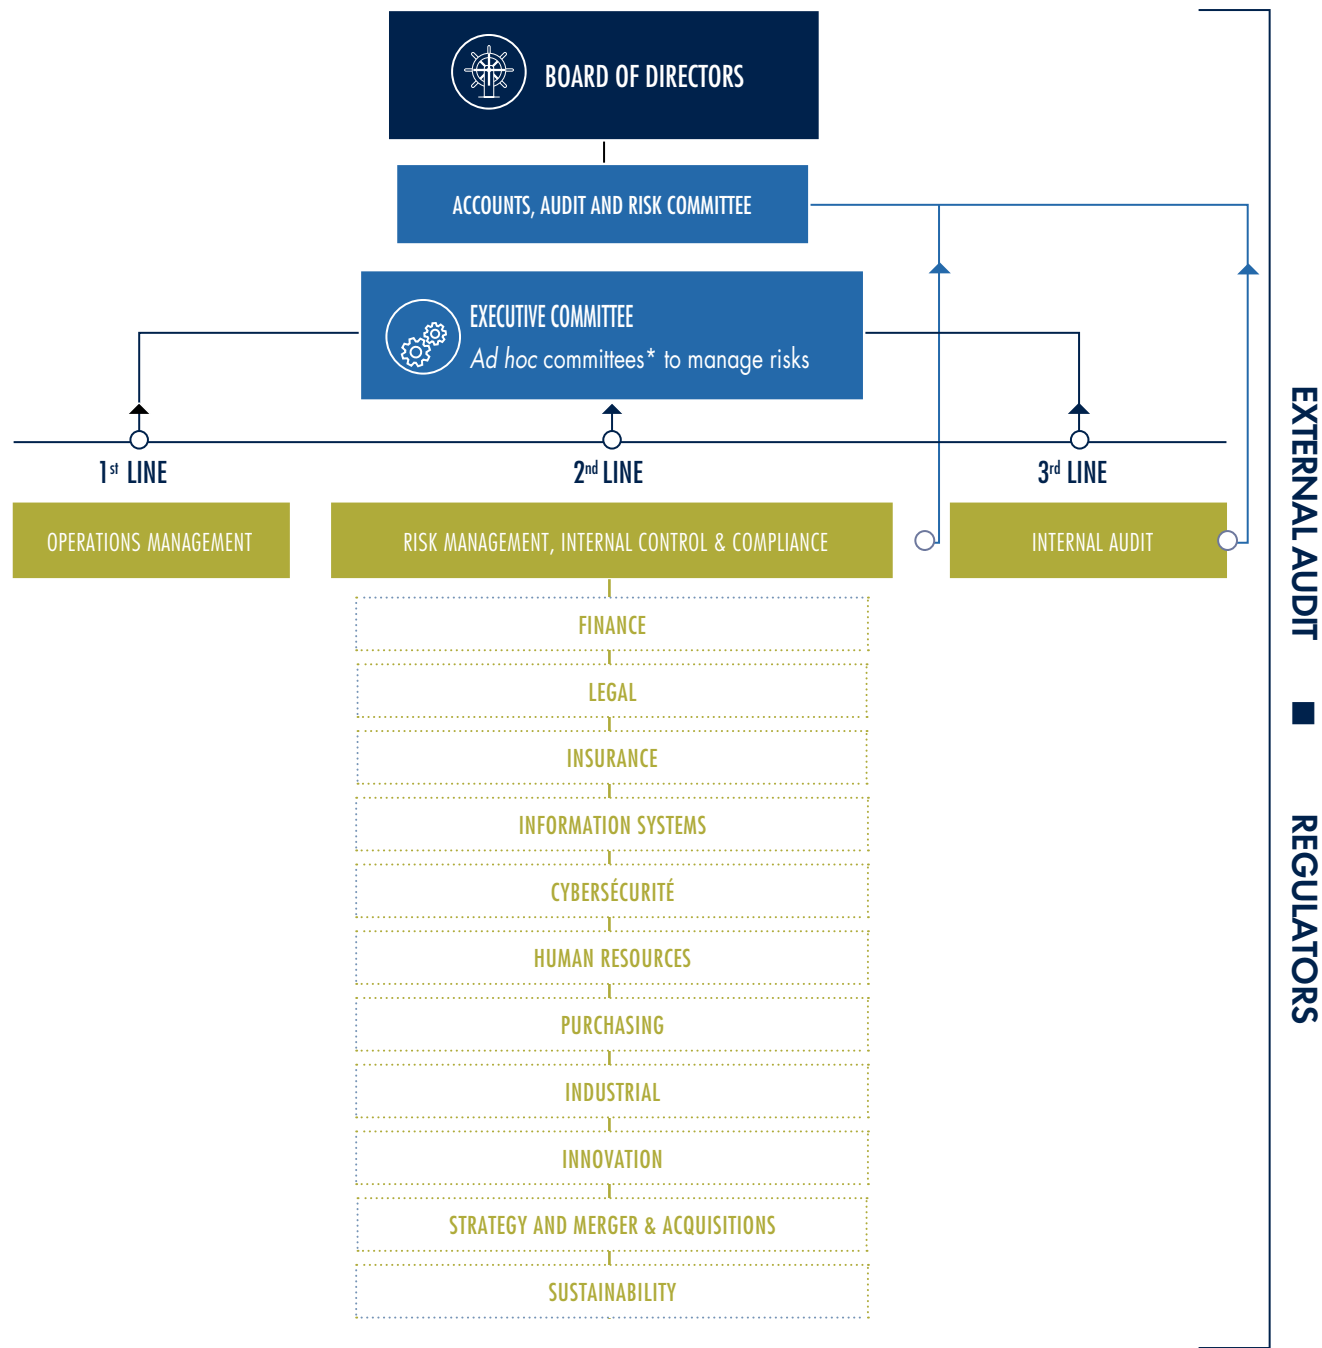 BOARD OF DIRECTORS
ACCOUNTS, AUDIT AND RISK COMMITTEE
EXECUTIVE COMMITTEE
Ad hoc committees* to manage risks
1st LINE
2nd LINE
3rd LINE
OPERATIONS MANAGEMENT
RISK MANAGEMENT, INTERNAL CONTROL & COMPLIANCE
INTERNAL AUDIT
FINANCE
LEGAL
INSURANCE
INFORMATION SYSTEMS
CYBERSÉCURITÉ
HUMAN RESOURCES
PURCHASING
INDUSTRIAL
INNOVATION
STRATEGY AND MERGER & ACQUISITIONS
SUSTAINABILITY
EXTERNAL AUDIT ■ REGULATORS